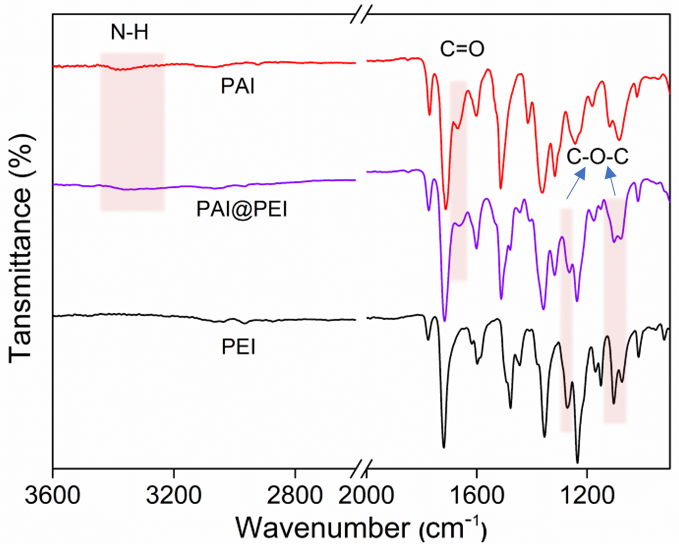 N-H
C=O
PAI
C-O-C
PAI@PEI
PEI
Tansmittance (%)
3600 3200 2800 2000 1600 1200
Wavenumber (cm⁻¹)